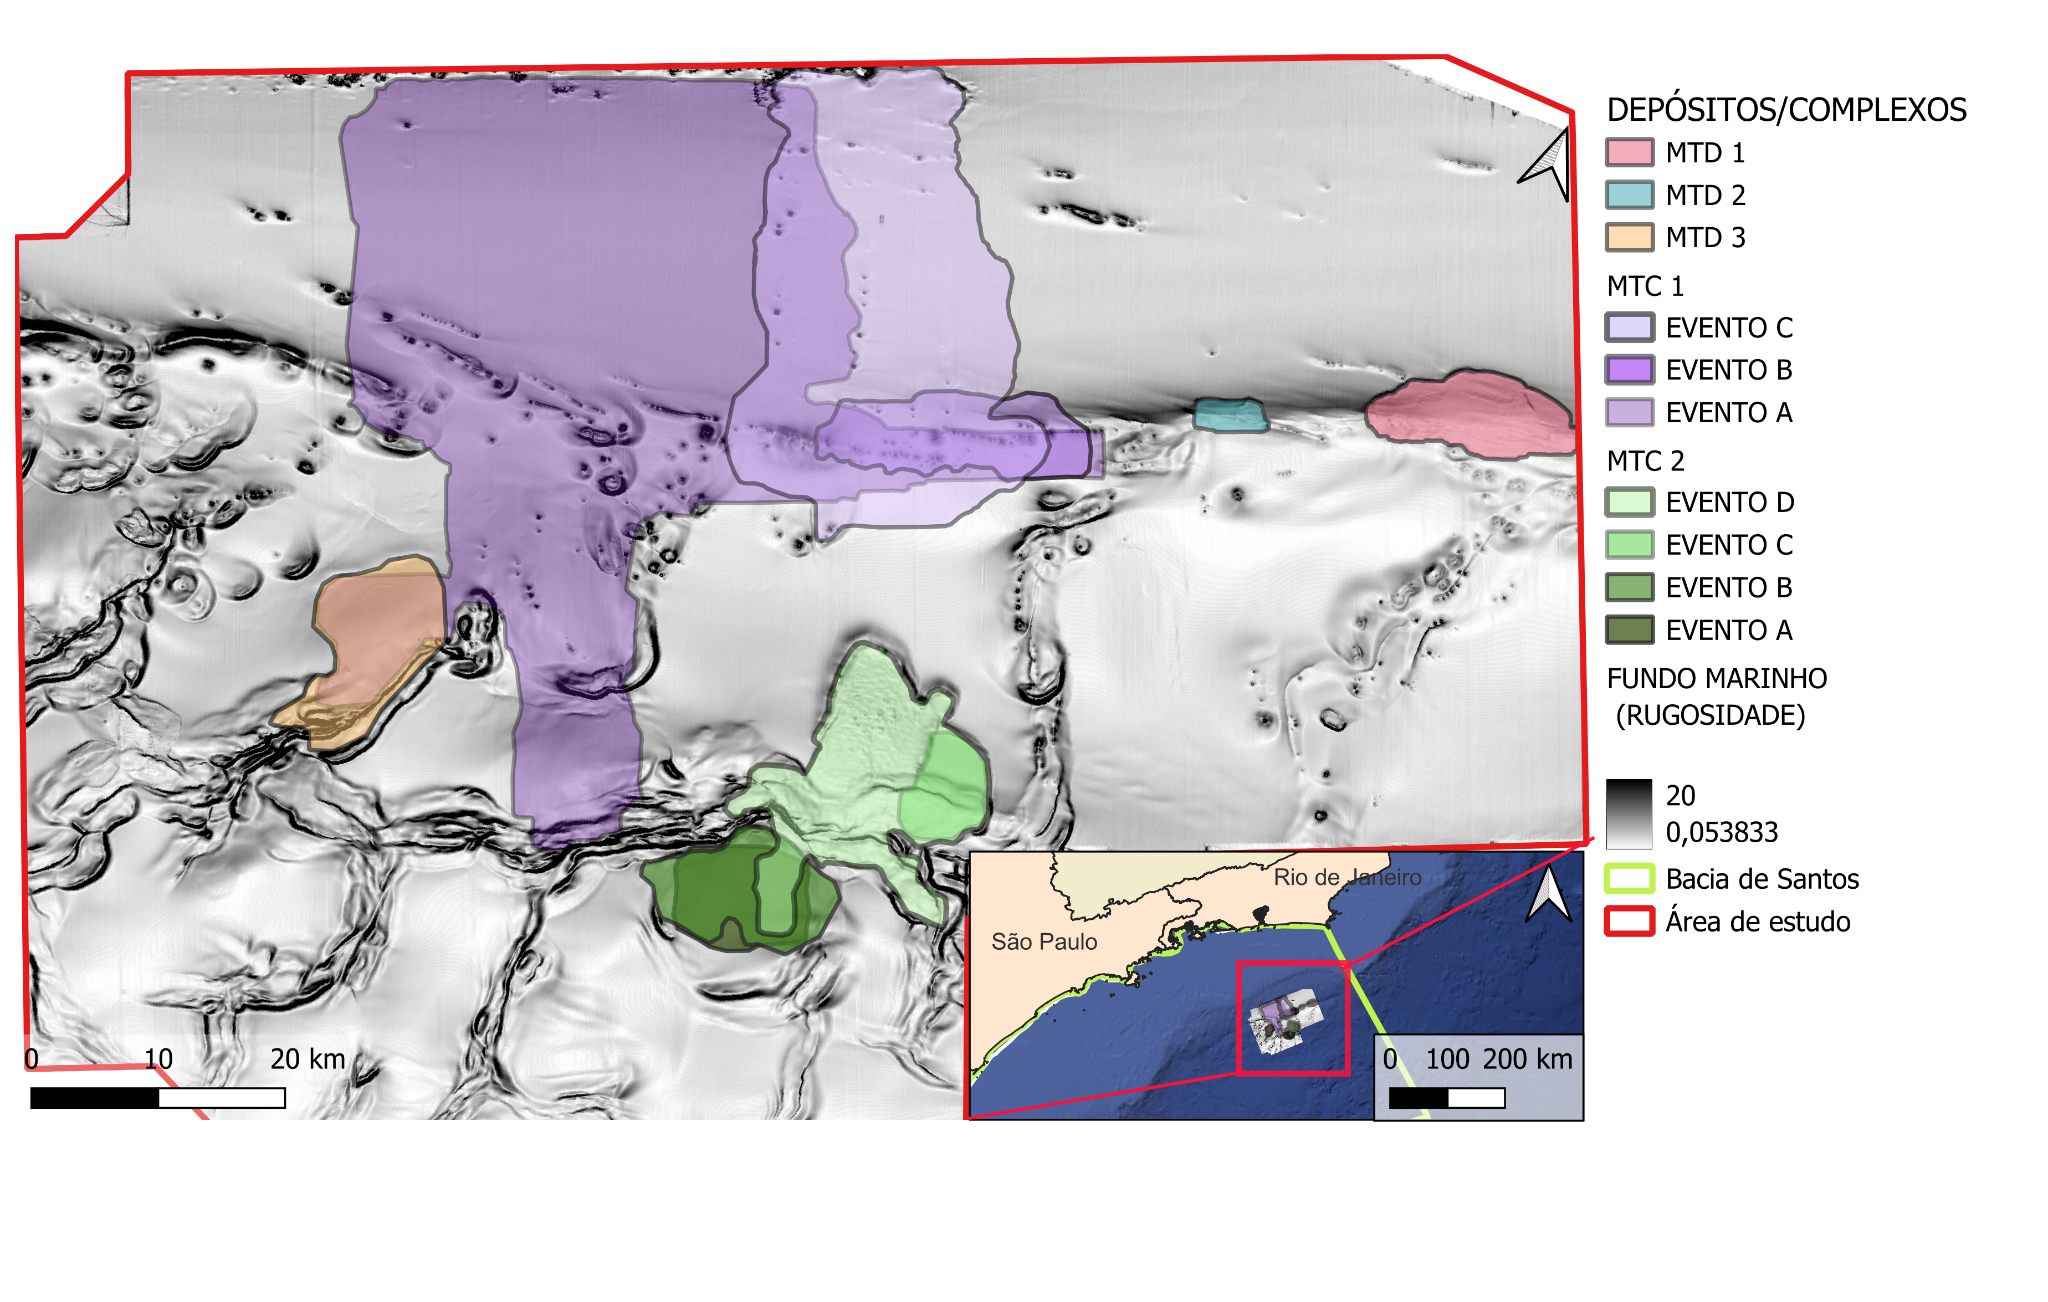 DEPÓSITOS/COMPLEXOS
MTD 1
MTD 2
MTD 3
MTC 1
EVENTO C
EVENTO B
EVENTO A
MTC 2
EVENTO D
EVENTO C
EVENTO B
EVENTO A
FUNDO MARINHO
(RUGOSIDADE)
20
0,053833
Bacia de Santos
Área de estudo
0 10 20 km
Rio de Janeiro
São Paulo
0 100 200 km